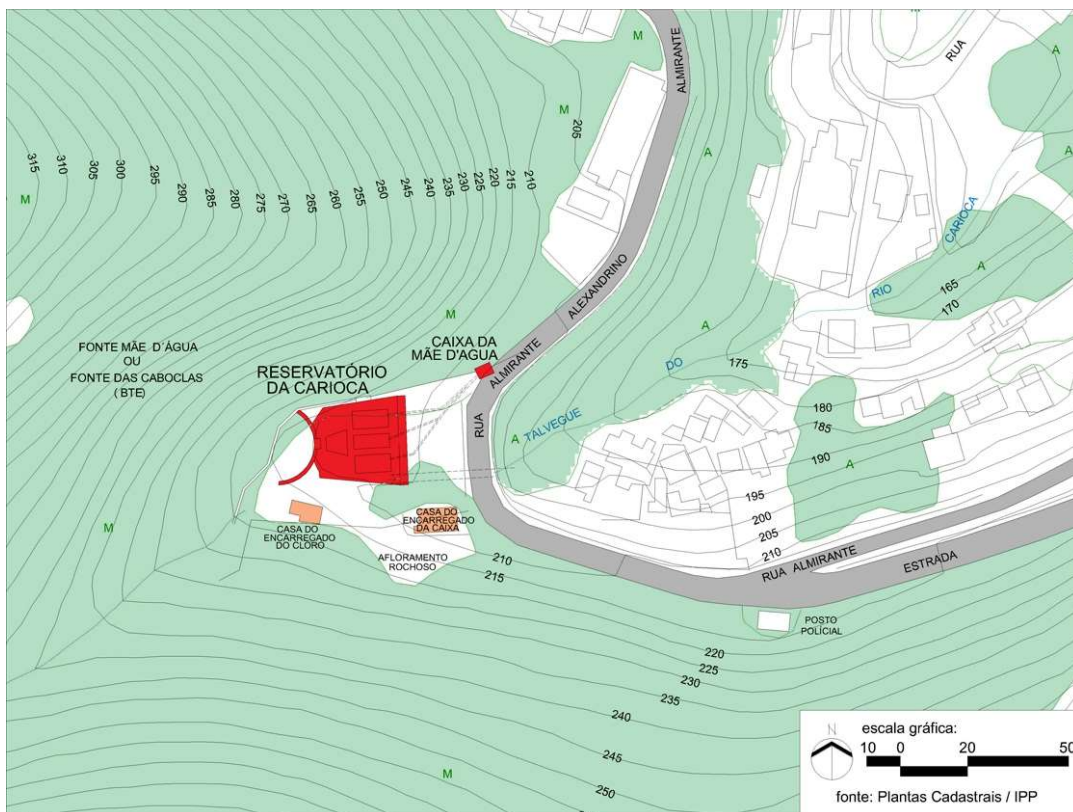 M
ALMIRANTE
RUA
A
M
205
A
A
315
310
305
300
295
290
285
280
275
270
265
260
255
250
245
240
235
230
225
220
215
210
M
CARIOCA
A
RIO
165
170
ALEXANDRINO
M
A
FONTE MÃE D´ÁGUA
OU
FONTE DAS CABOCLAS
( BTE)
CAIXA DA
MÃE D'AGUA
ALMIRANTE
DO
175
RESERVATÓRIO
DA CARIOCA
RUA
A
TALVEGUE
180
185
190
A
195
200
205
210
M
CASA DO
ENCARREGADO
DO CLORO
CASA DO
ENCARREGADO
DA CAIXA
AFLORAMENTO
ROCHOSO
210
215
RUA ALMIRANTE
ESTRADA
POSTO
POLÍCIAL
220
225
230
235
240
245
250
M
N
escala gráfica:
10 0 20 50
fonte: Plantas Cadastrais / IPP